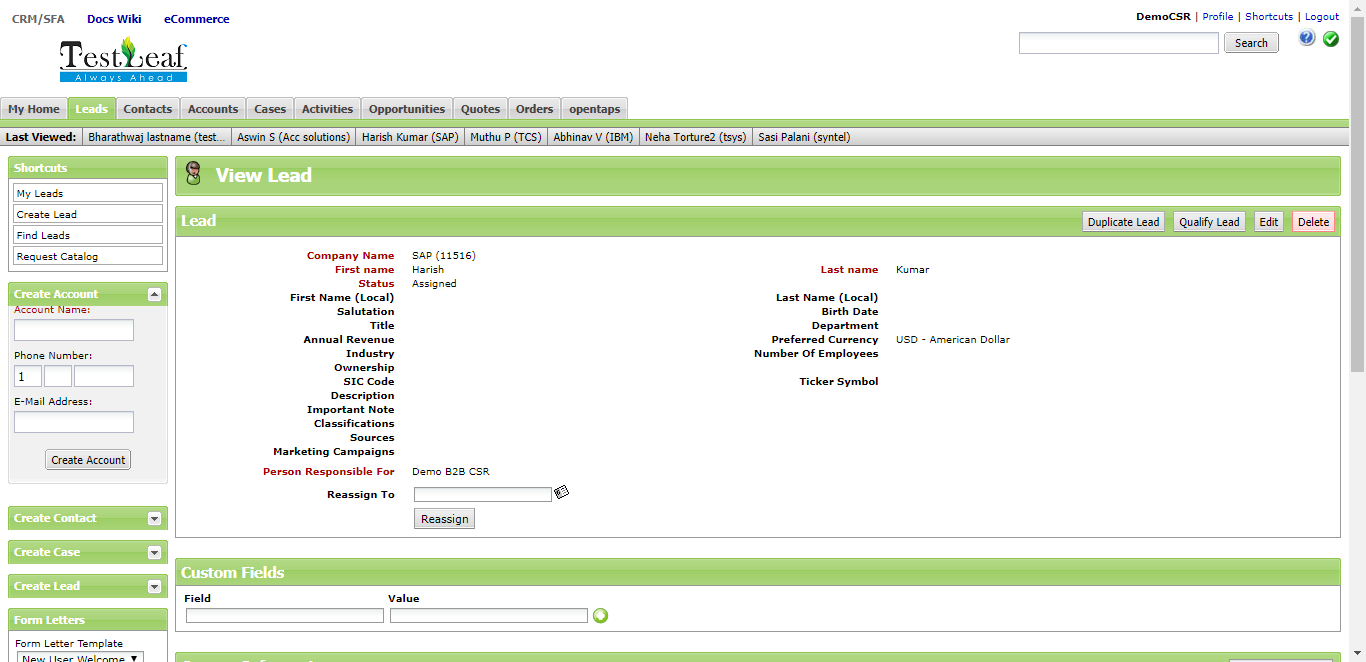 CRM/SFA Docs Wiki eCommerce
DemoCSR | Profile | Shortcuts | Logout
Search
TestLeaf
Always Ahead
My Home Leads Contacts Accounts Cases Activities Opportunities Quotes Orders opentaps
Last Viewed: Bharathwaj lastname (test... Aswin S (Acc solutions) Harish Kumar (SAP) Muthu P (TCS) Abhinav V (IBM) Neha Torture2 (tsys) Sasi Palani (syntel)
Shortcuts
My Leads
Create Lead
Find Leads
Request Catalog
Create Account
Account Name:
Phone Number:
1
E-Mail Address:
Create Account
Create Contact
Create Case
Create Lead
Form Letters
Form Letter Template
New User Welcome
View Lead
Lead
Duplicate Lead Qualify Lead Edit Delete
Company Name SAP (11516)
First name Harish Last name Kumar
Status Assigned
First Name (Local) Last Name (Local)
Salutation Birth Date
Title Department
Annual Revenue Preferred Currency USD - American Dollar
Industry Number Of Employees
Ownership
SIC Code Ticker Symbol
Description
Important Note
Classifications
Sources
Marketing Campaigns
Person Responsible For Demo B2B CSR
Reassign To
Reassign
Custom Fields
Field Value